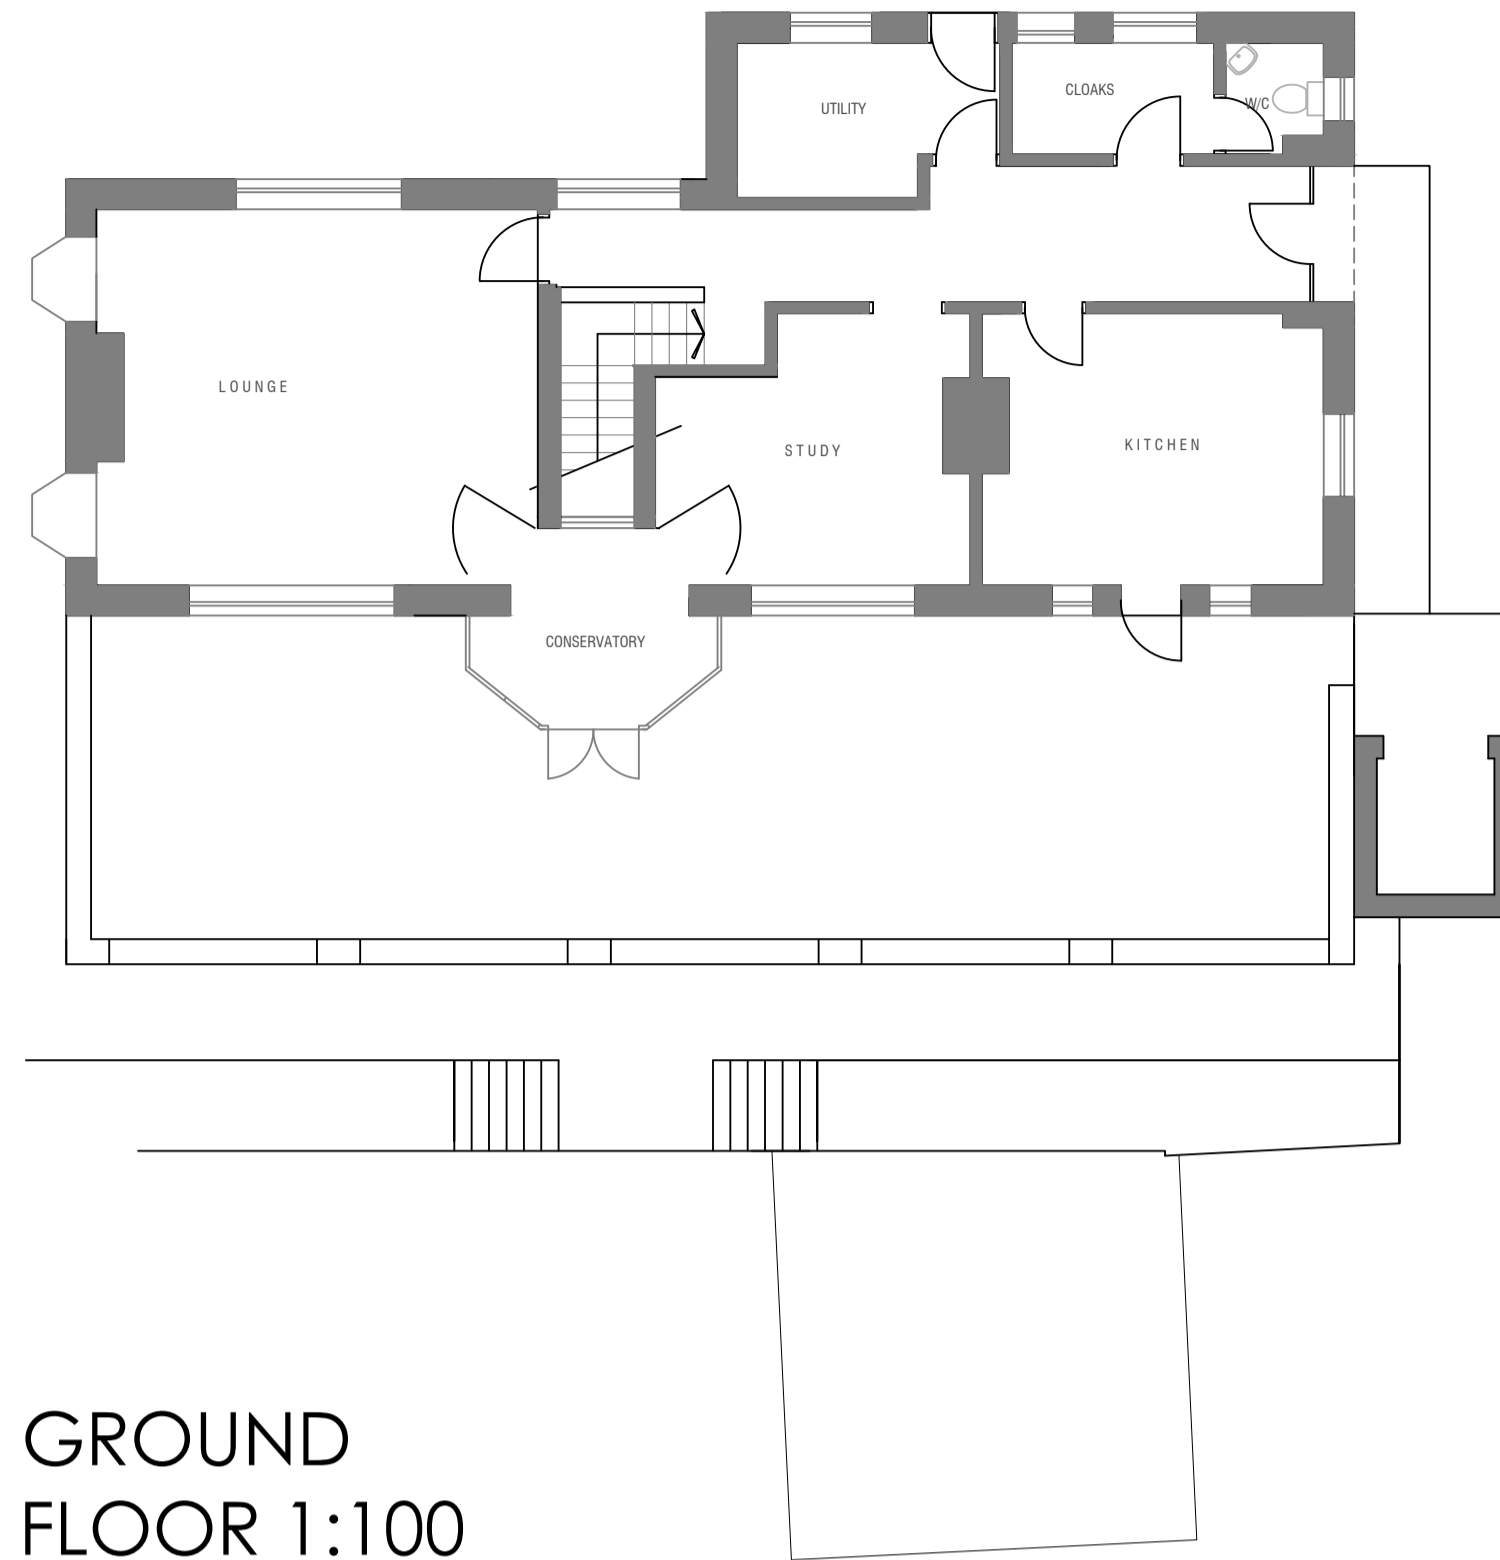 UTILITY
CLOAKS
W/C
LOUNGE
STUDY
KITCHEN
CONSERVATORY
GROUND
FLOOR 1:100